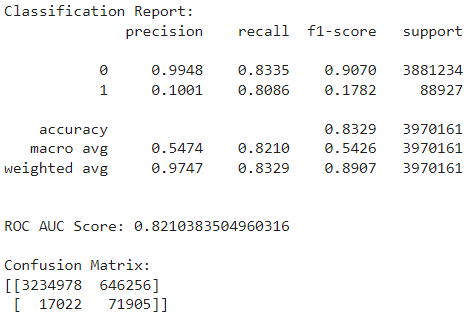 Classification Report:
precision recall f1-score support
0 0.9948 0.8335 0.9070 3881234
1 0.1001 0.8086 0.1782 88927
accuracy 0.8329 3970161
macro avg 0.5474 0.8210 0.5426 3970161
weighted avg 0.9747 0.8329 0.8907 3970161
ROC AUC Score: 0.8210383504960316
Confusion Matrix:
[[3234978 646256]
[ 17022 71905]]